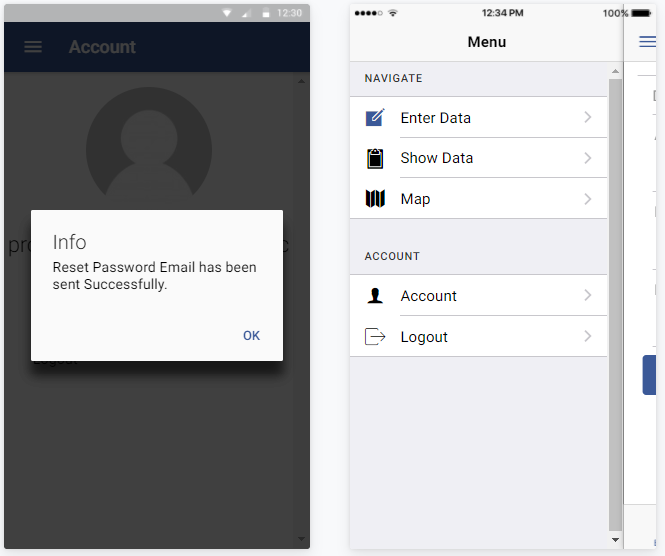 12:30
Account
pro
c
Info
Reset Password Email has been
sent Successfully.
OK
Logout
12:34 PM
100%
Menu
NAVIGATE
Enter Data
Show Data
Map
ACCOUNT
Account
Logout